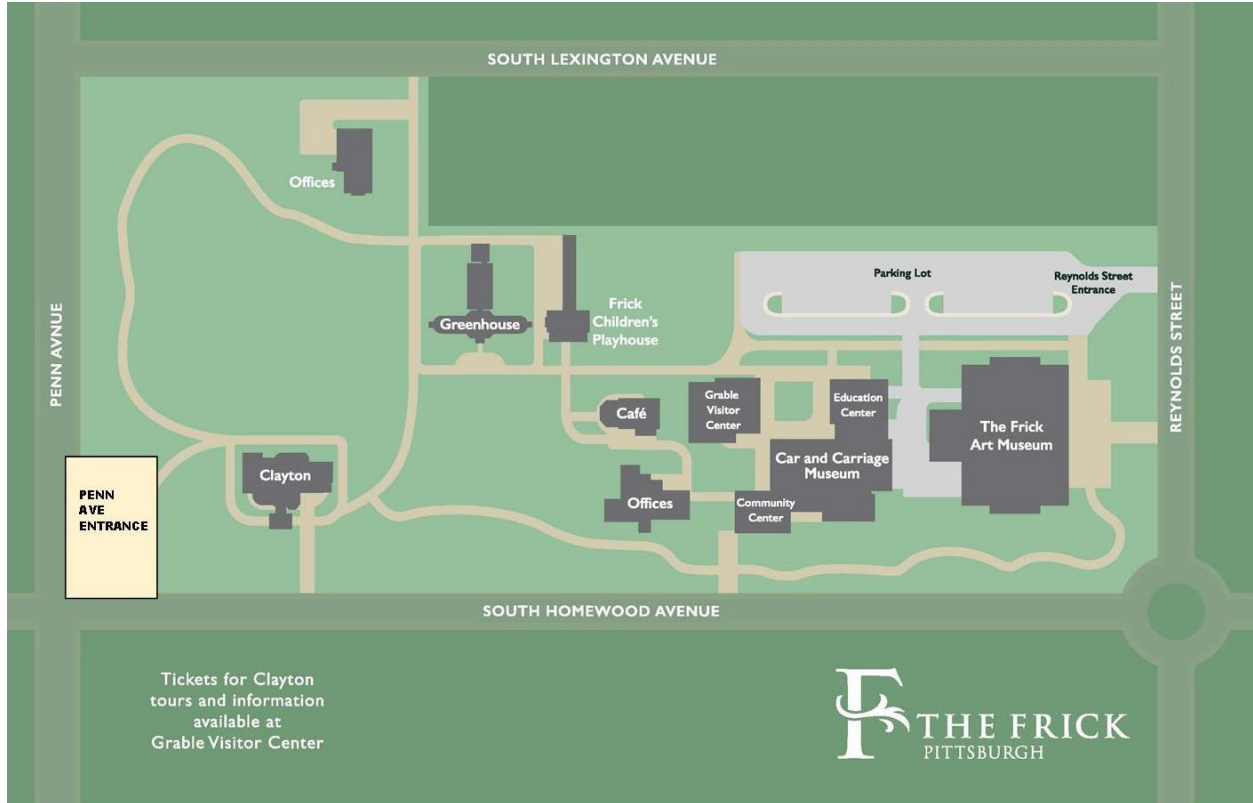 SOUTH LEXINGTON AVENUE
Offices
PENN AVNUE
Greenhouse
Frick
Children's
Playhouse
Parking Lot
Reynolds Street
Entrance
REYNOLDS STREET
Café
Grable
Visitor
Center
Education
Center
The Frick
Art Museum
Car and Carriage
Museum
Clayton
PENN
AVE
ENTRANCE
Offices
Community
Center
SOUTH HOMEWOOD AVENUE
Tickets for Clayton
tours and information
available at
Grable Visitor Center
F THE FRICK
PITTSBURGH